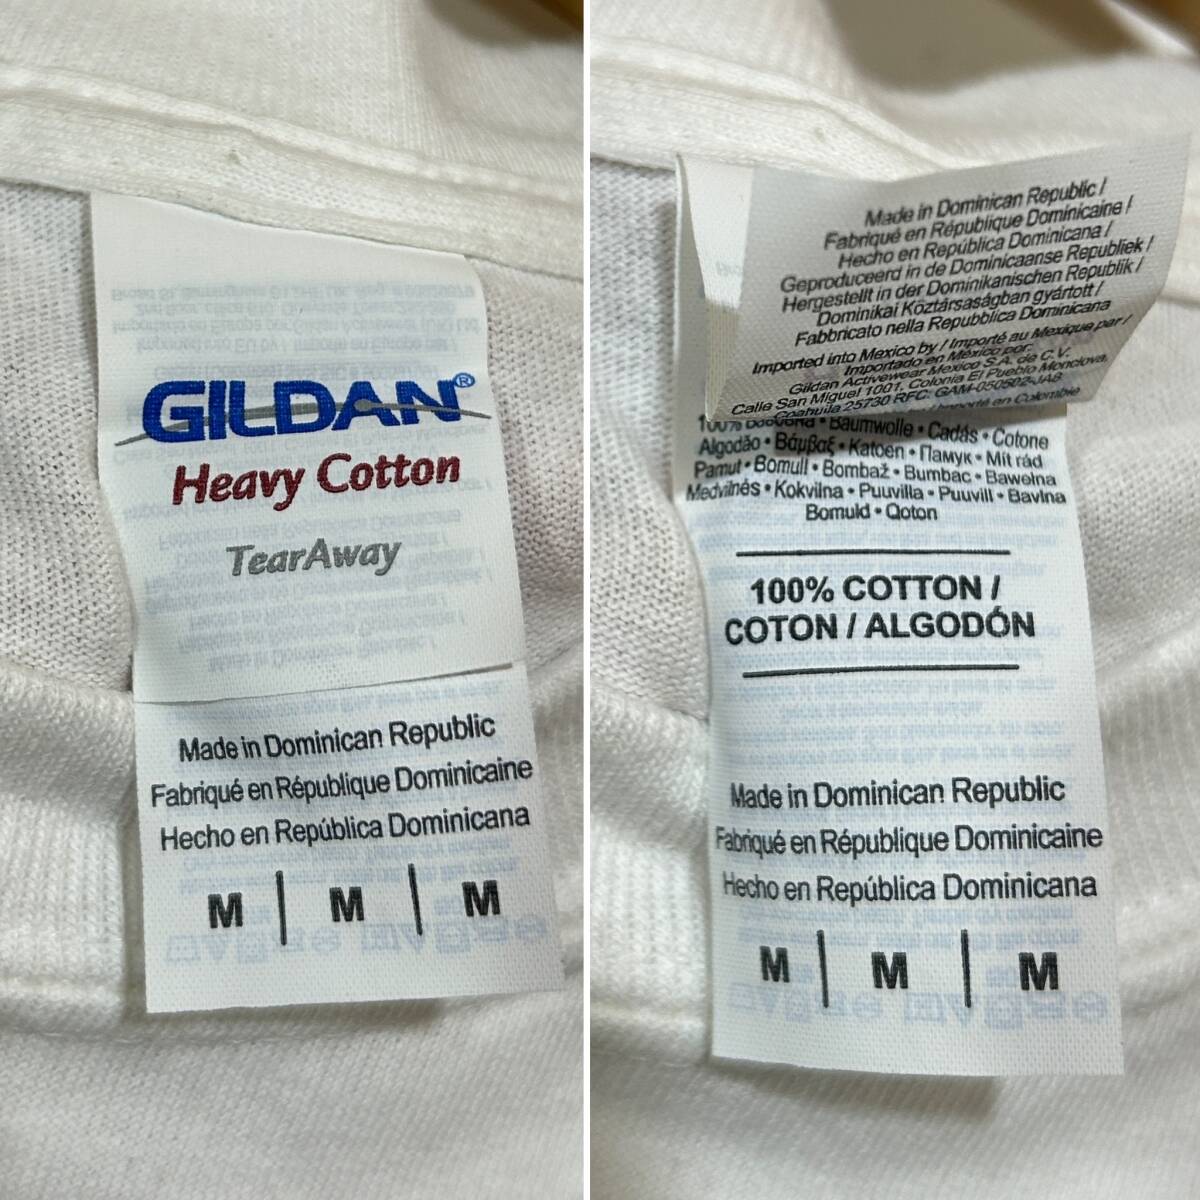 GILDAN®
Heavy Cotton
TearAway
Made in Dominican Republic
Fabriqué en République Dominicaine
Hecho en República Dominicana
M | M | M
Made in Dominican Republic /
Fabriqué en République Dominicaine /
Hecho en República Dominicana /
Geproduceerd in de Dominicaanse Republiek /
Hergestellt in der Dominikanischen Republik /
Dominikai Köztársaságban gyártott /
Fabbricato nella Repubblica Dominicana
Imported into Mexico by / Importé au Mexique par /
Importado en México por:
Gildan Activewear Mexico S.A. de C.V.
Calle San Miguel 1001, Colonia El Pueblo Monclova,
Coahuila 25730 RFC: GAM-050502-JA8
100% • Baumwolle • Cadás • Cotone
Algodão • Βάμβαξ • Katoen • Памук • Mit rád
Pamut • Bomull • Bombaž • Bumbac • Bawełna
Medvilnės • Kokvilna • Puuvilla • Puuvill • Bavlna
Bomuld • Qoton
100% COTTON /
COTON / ALGODÓN
Made in Dominican Republic
Fabriqué en République Dominicaine
Hecho en República Dominicana
M | M | M